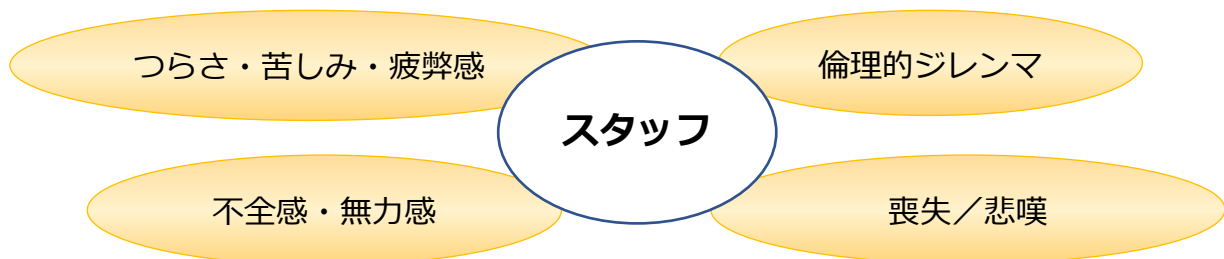 つらさ・苦しみ・疲弊感
倫理的ジレンマ
スタッフ
不全感・無力感
喪失／悲嘆